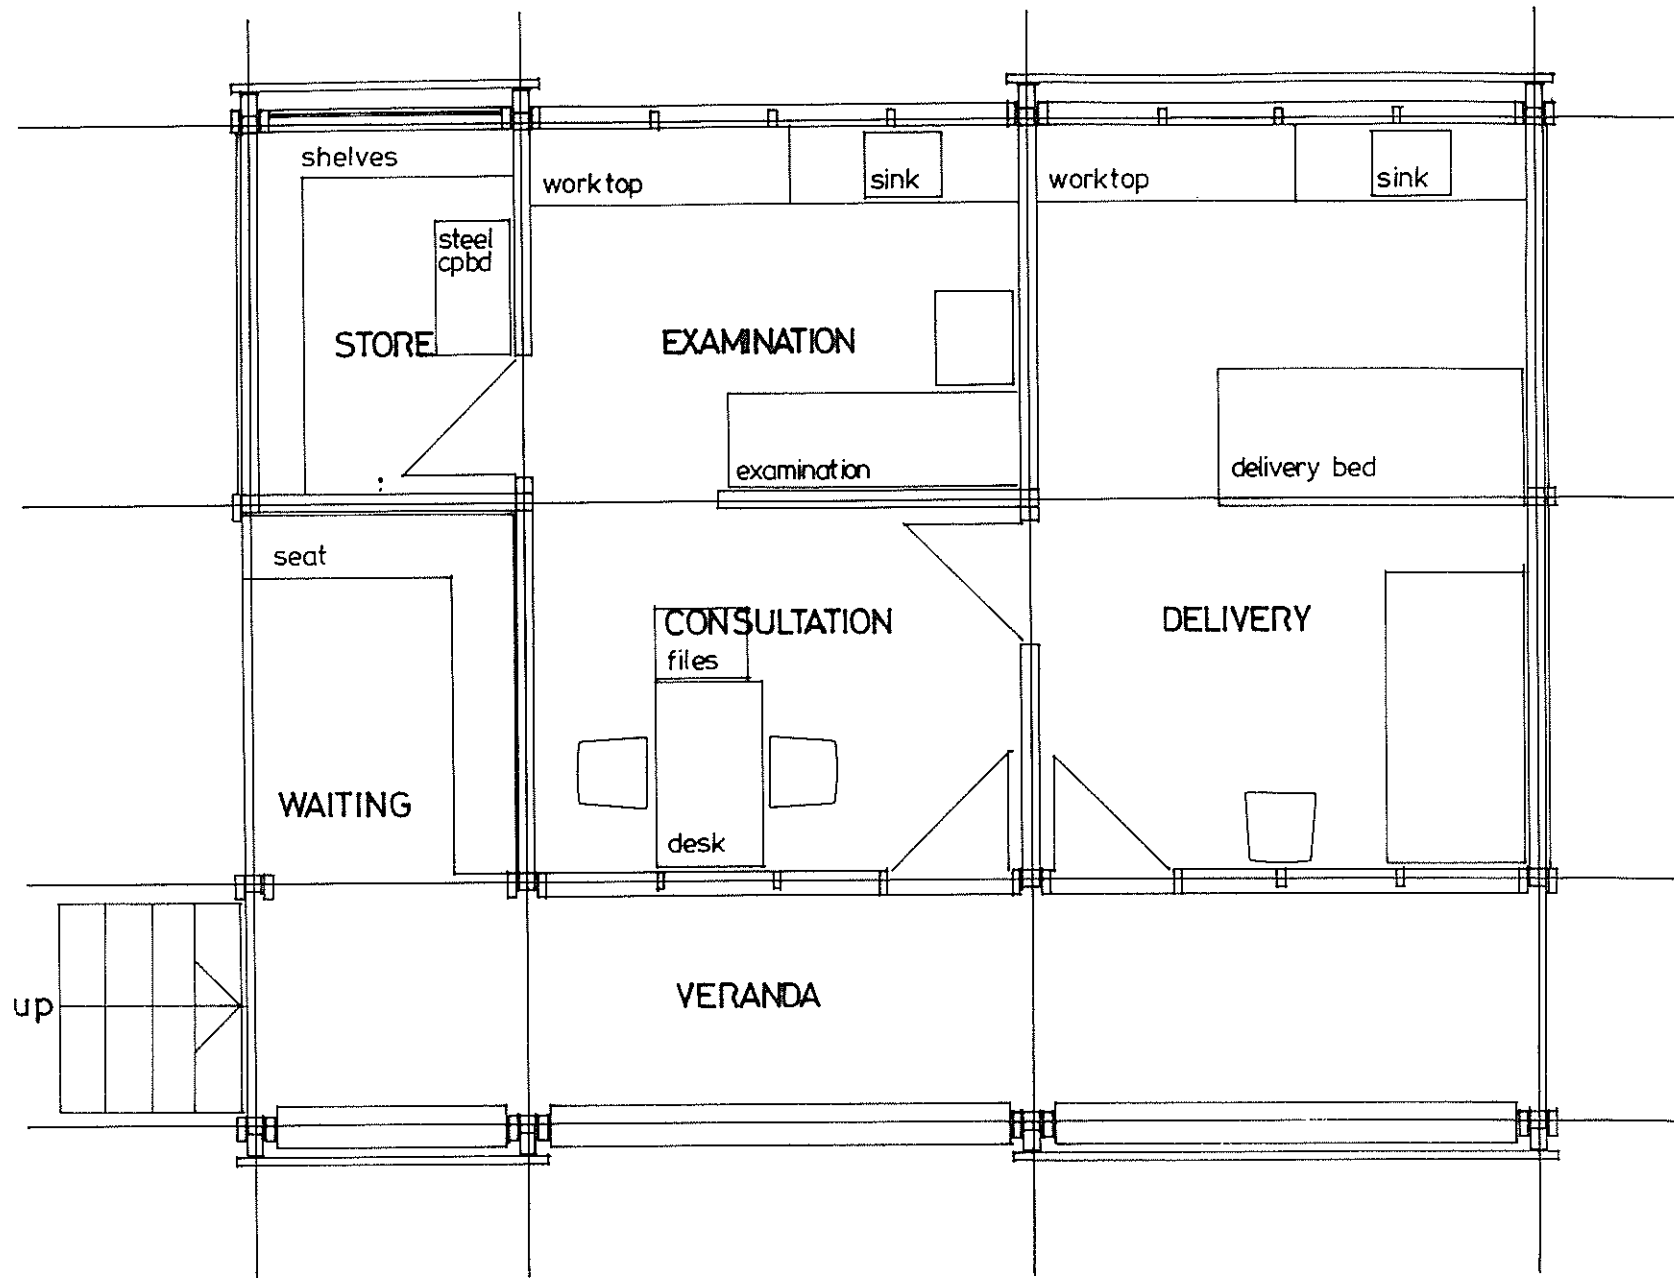 shelves
worktop
sink
worktop
sink
steel
cpbd
STORE
EXAMINATION
examination
delivery bed
seat
CONSULTATION
files
DELIVERY
WAITING
desk
up
VERANDA